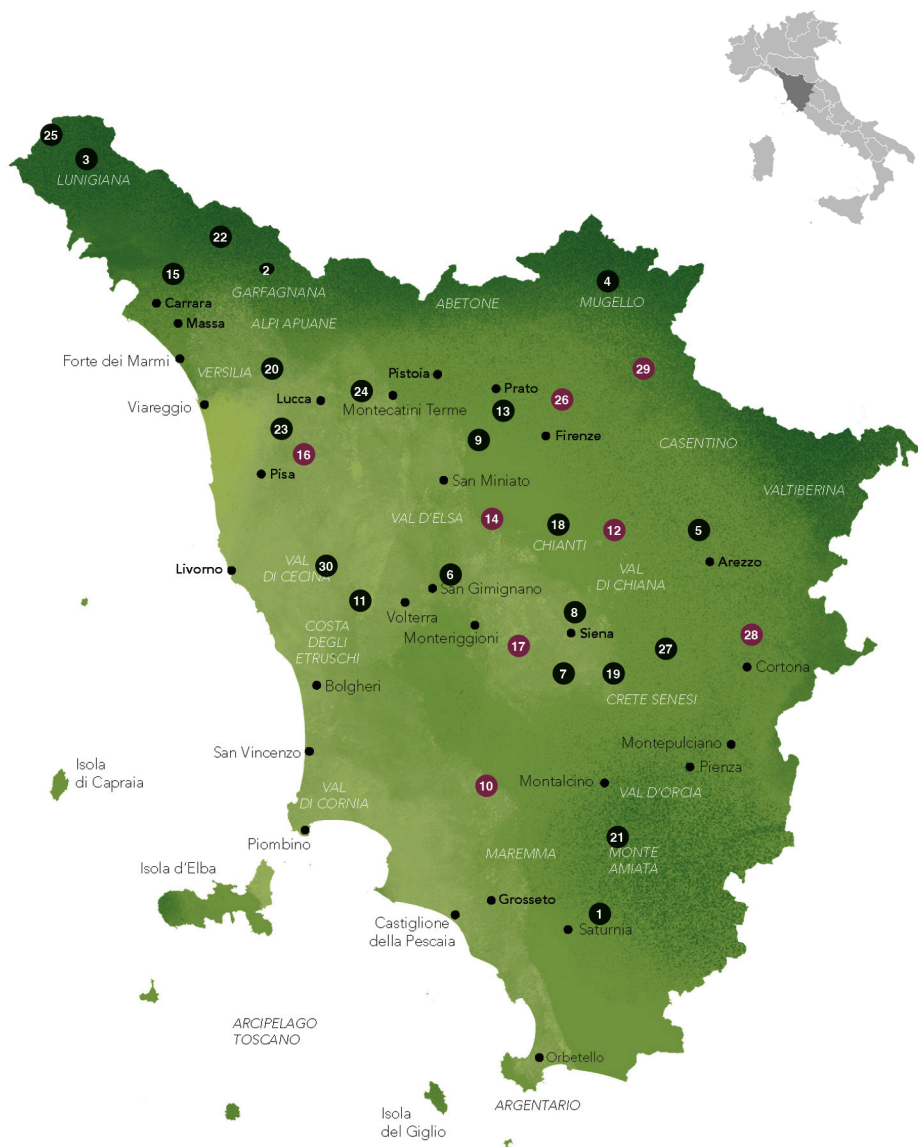 25
3
LUNIGIANA
22
2
15
GARFAGNANA
4
MUGELLO
ABETONE
Carrara
Massa
ALPI APUANE
Forte dei Marmi
VERSILIA
20
29
Pistoia
Prato
24
Lucca
Montecatini Terme
26
13
Viareggio
23
9
Firenze
CASENTINO
16
Pisa
San Miniato
VALTIBERINA
VAL D'ELSA
14
18
CHIANTI
12
5
Arezzo
Livorno
VAL
DI CECINA
30
6
San Gimignano
VAL
DI CHIANA
11
Volterra
8
Siena
COSTA
DEGLI
ETRUSCHI
Monteriggioni
17
27
28
Cortona
7
19
CRETE SENESI
Bolgheri
Montepulciano
San Vincenzo
Pienza
Isola
di Capraia
VAL
DI CORNIA
10
Montalcino
VAL D'ORCIA
Piombino
21
MONTE
AMIATA
MAREMMA
Isola d'Elba
Grosseto
1
Saturnia
Castiglione
della Pescaia
ARCIPELAGO
TOSCANO
Orbetello
Isola
del Giglio
ARGENTARIO